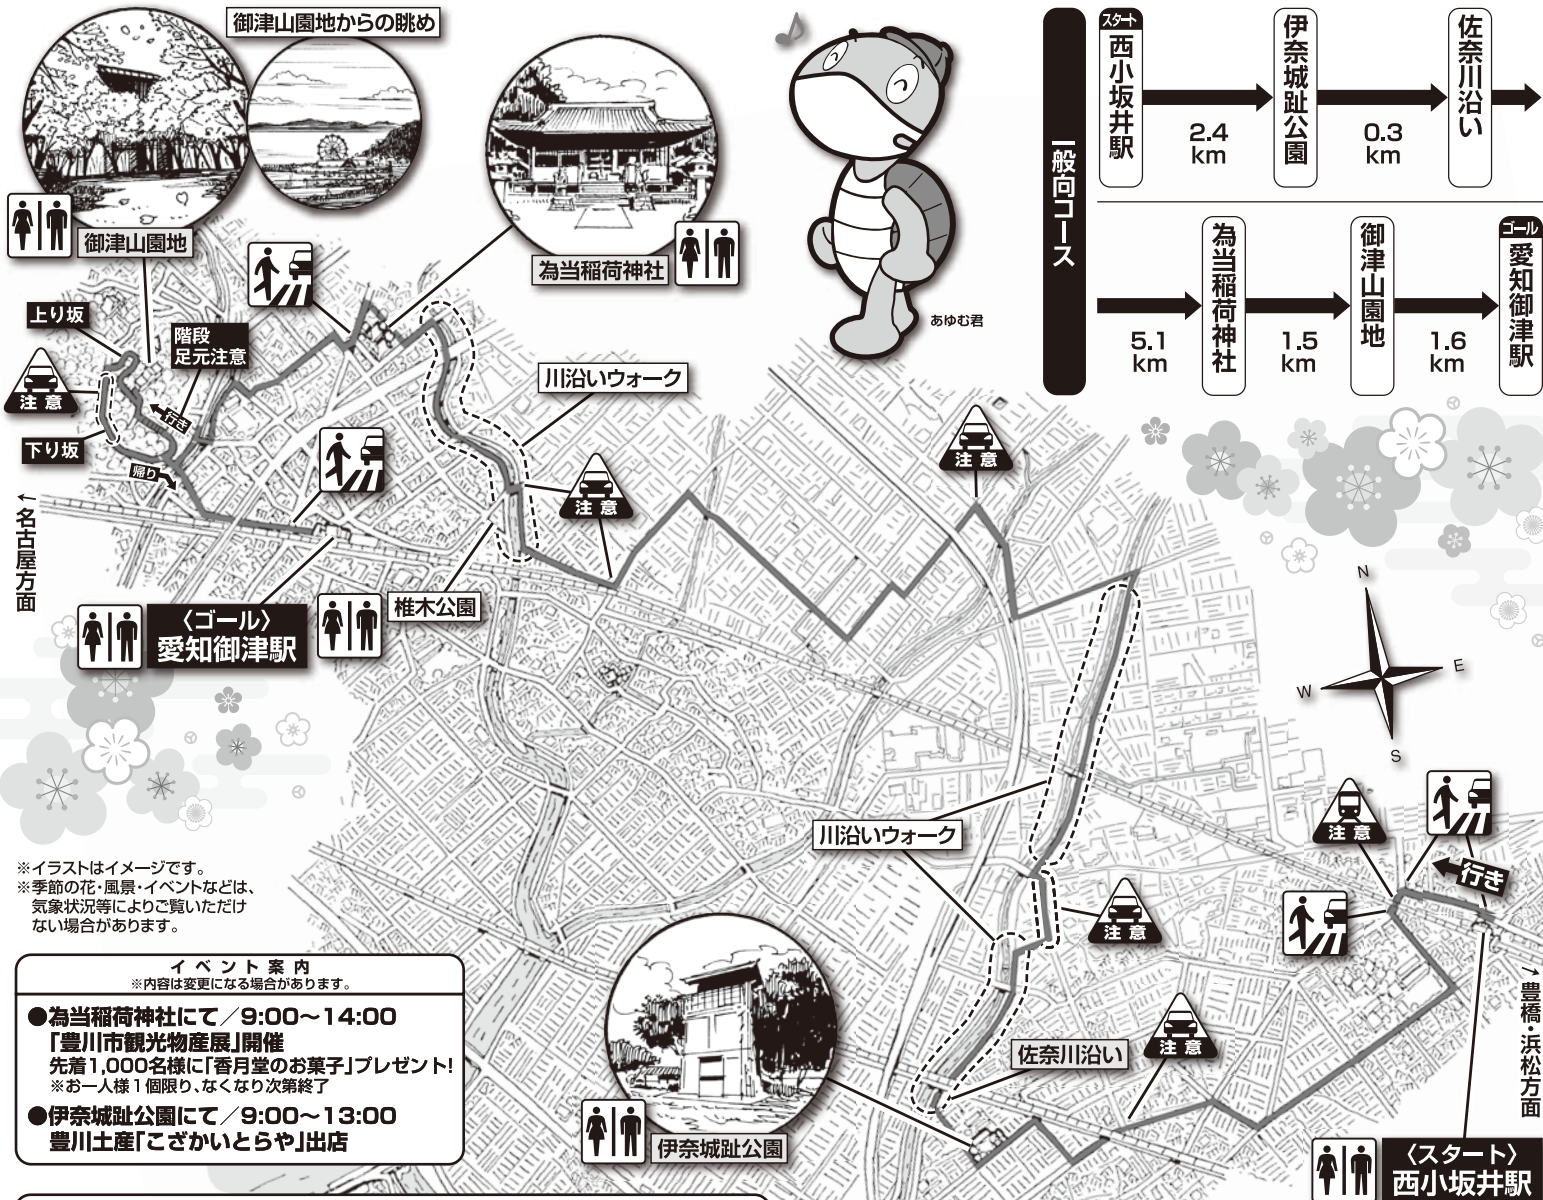 御津山園地からの眺め
御津山園地
為当稲荷神社
あゆむ君
一般向コース
スタート
西小坂井駅
2.4
km
伊奈城趾公園
0.3
km
佐奈川沿い
5.1
km
為当稲荷神社
1.5
km
御津山園地
1.6
km
ゴール
愛知御津駅
上り坂
階段
足元注意
注意
行き
下り坂
帰り
川沿いウォーク
注意
注意
←名古屋方面
〈ゴール〉
愛知御津駅
椎木公園
N
E
W
S
川沿いウォーク
注意
行き
注意
※イラストはイメージです。
※季節の花・風景・イベントなどは、
気象状況等によりご覧いただけ
ない場合があります。
イベント案内
※内容は変更になる場合があります。
●為当稲荷神社にて／9:00〜14:00
「豊川市観光物産展」開催
先着1,000名様に「香月堂のお菓子」プレゼント!
※お一人様1個限り、なくなり次第終了
●伊奈城趾公園にて／9:00〜13:00
豊川土産「こざかいとらや」出店
伊奈城趾公園
佐奈川沿い
注意
→豊橋・浜松方面
〈スタート〉
西小坂井駅